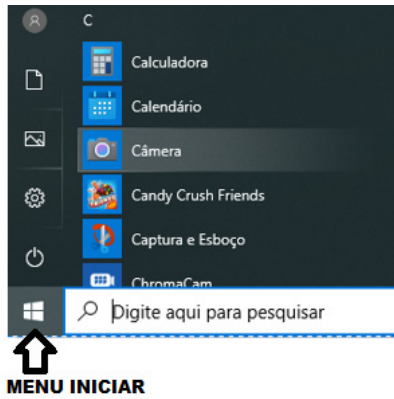 C
Calculadora
Calendário
Câmera
Candy Crush Friends
Captura e Esboço
ChromaCam
Digite aqui para pesquisar
MENU INICIAR